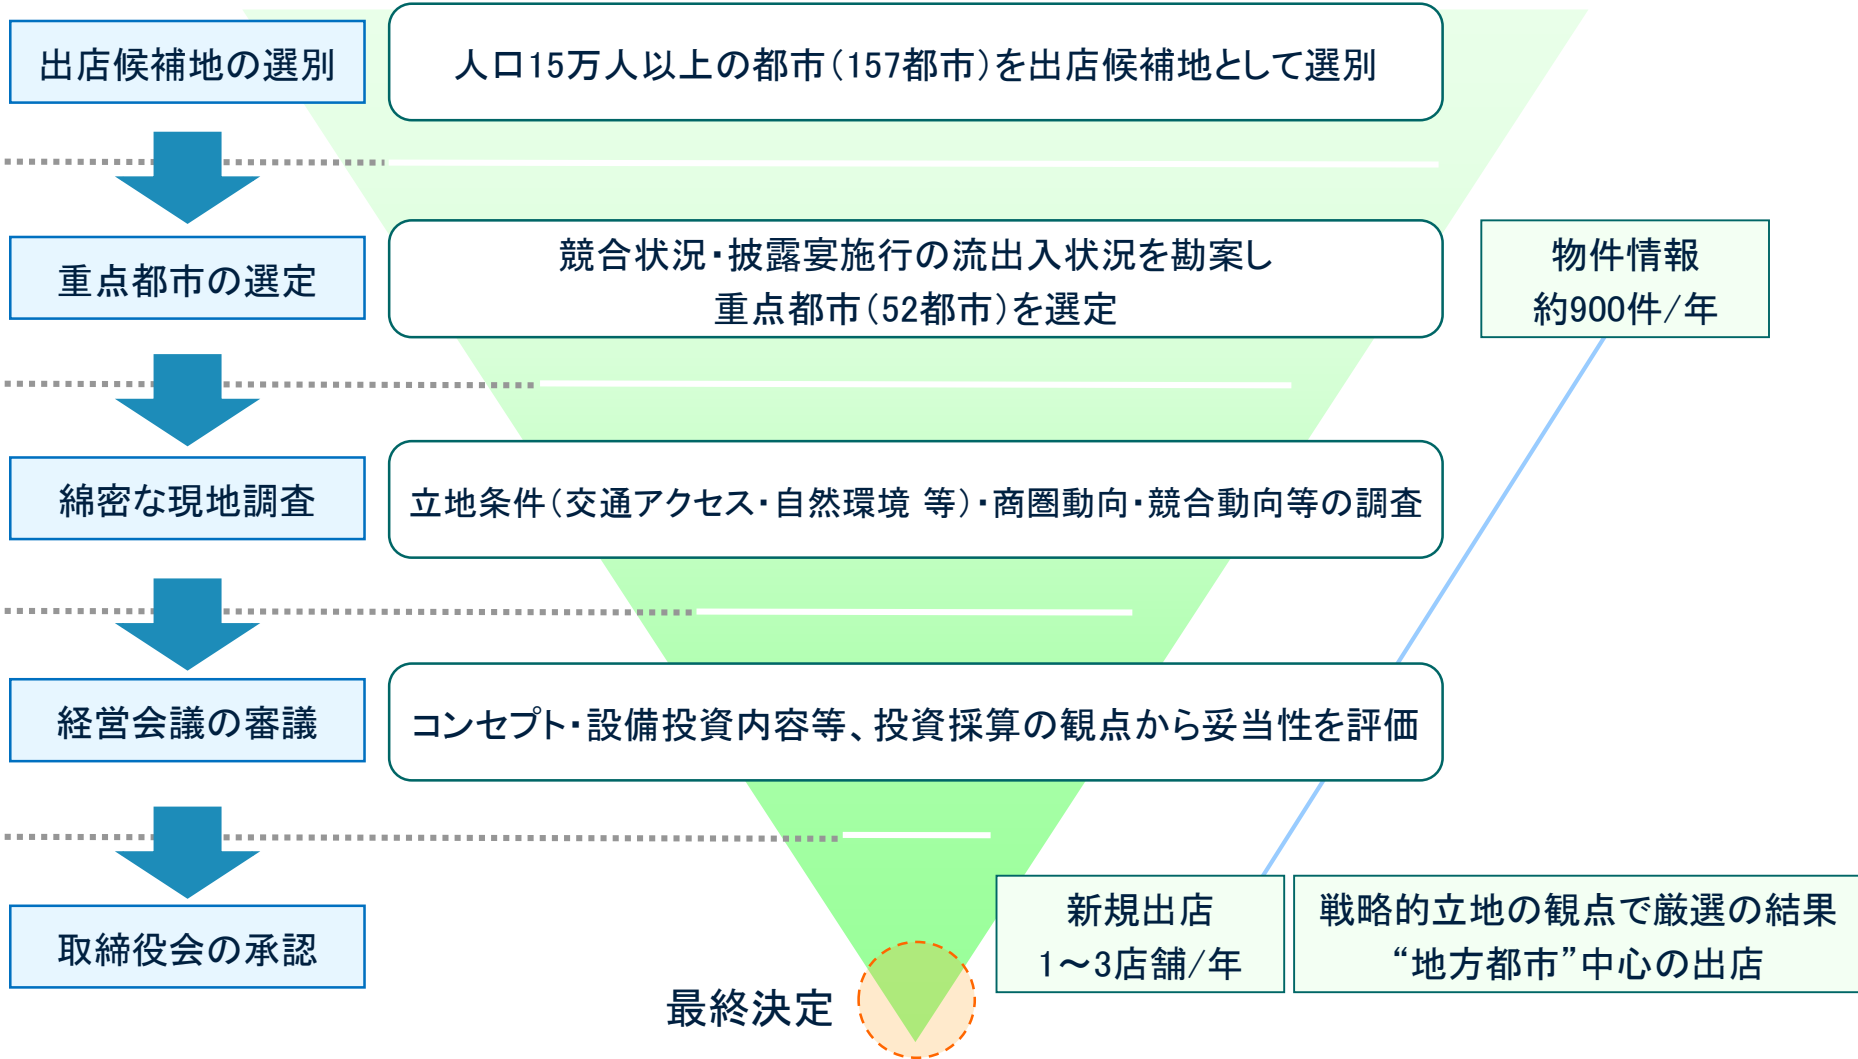 出店候補地の選別
人口15万人以上の都市（157都市）を出店候補地として選別
重点都市の選定
競合状況・披露宴施行の流出入状況を勘案し
重点都市（52都市）を選定
物件情報
約900件/年
綿密な現地調査
立地条件（交通アクセス・自然環境 等）・商圏動向・競合動向等の調査
経営会議の審議
コンセプト・設備投資内容等、投資採算の観点から妥当性を評価
取締役会の承認
新規出店
1～3店舗/年
戦略的立地の観点で厳選の結果
“地方都市”中心の出店
最終決定